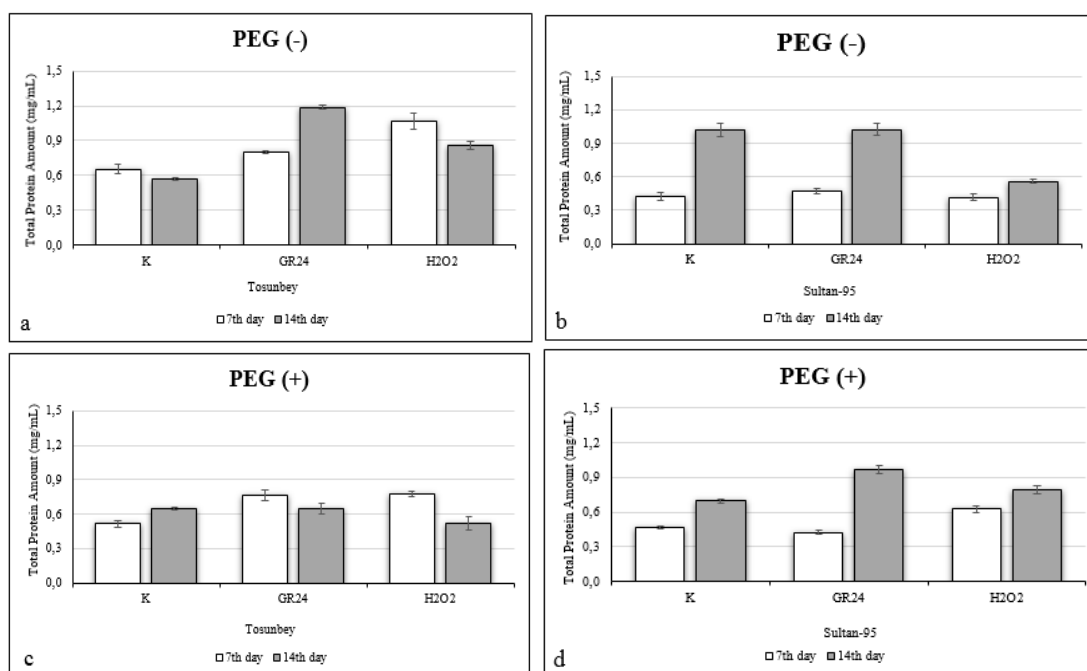 PEG (-)
Total Protein Amount (mg/mL)
1,5
1,2
0,9
0,6
0,3
0,0
K GR24 H2O2
Tosunbey
7th day 14th day
a
PEG (-)
Total Protein Amount (mg/mL)
1,5
1,2
0,9
0,6
0,3
0,0
K GR24 H2O2
Sultan-95
7th day 14th day
b
PEG (+)
Total Protein Amount (mg/mL)
1,5
1,2
0,9
0,6
0,3
0,0
K GR24 H2O2
Tosunbey
7th day 14th day
c
PEG (+)
Total Protein Amount (mg/mL)
1,5
1,2
0,9
0,6
0,3
0,0
K GR24 H2O2
Sultan-95
7th day 14th day
d